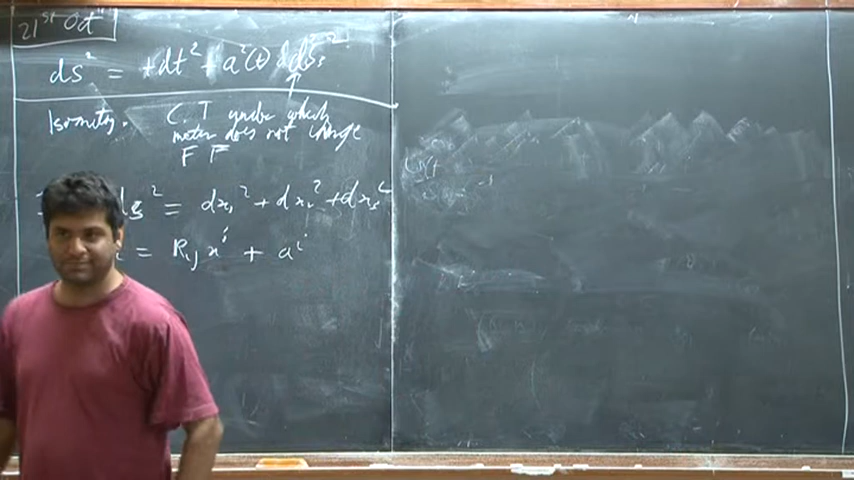 21st Oct
ds² = + dt² + a²(t) ds²
Isometry. C.T under which
metric does not change
F F
ds² = dx₁² + dx₂² + dx₃²
= Rᵢⱼ xʲ + aⁱ